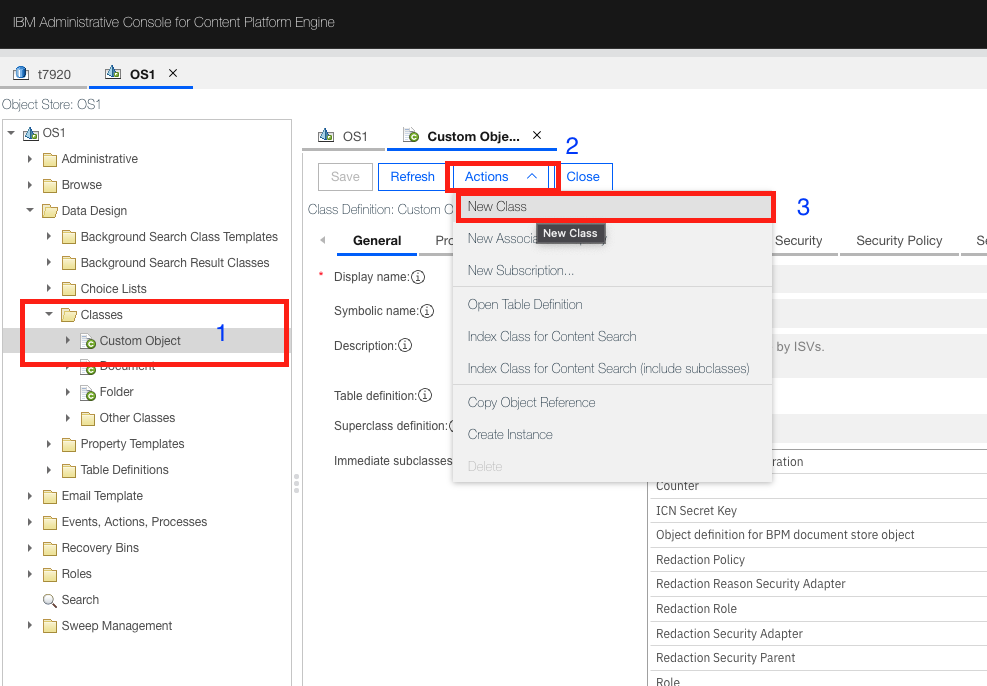 IBM Administrative Console for Content Platform Engine
t7920
OS1 ×
Object Store: OS1
OS1
Administrative
Browse
Data Design
Background Search Class Templates
Background Search Result Classes
Choice Lists
Classes
1
Custom Object
Document
Folder
Other Classes
Property Templates
Table Definitions
Email Template
Events, Actions, Processes
Recovery Bins
Roles
Search
Sweep Management
OS1
Custom Obje... ×
2
Save
Refresh
Actions
Close
Class Definition: Custom O
New Class
3
New Class
New Associa
New Subscription...
Open Table Definition
Index Class for Content Search
Index Class for Content Search (include subclasses)
Copy Object Reference
Create Instance
Delete
General
Pro
Security
Security Policy
Se
* Display name:
Symbolic name:
Description:
by ISVs.
Table definition:
Superclass definition:
Immediate subclasses
ration
Counter
ICN Secret Key
Object definition for BPM document store object
Redaction Policy
Redaction Reason Security Adapter
Redaction Role
Redaction Security Adapter
Redaction Security Parent
Role